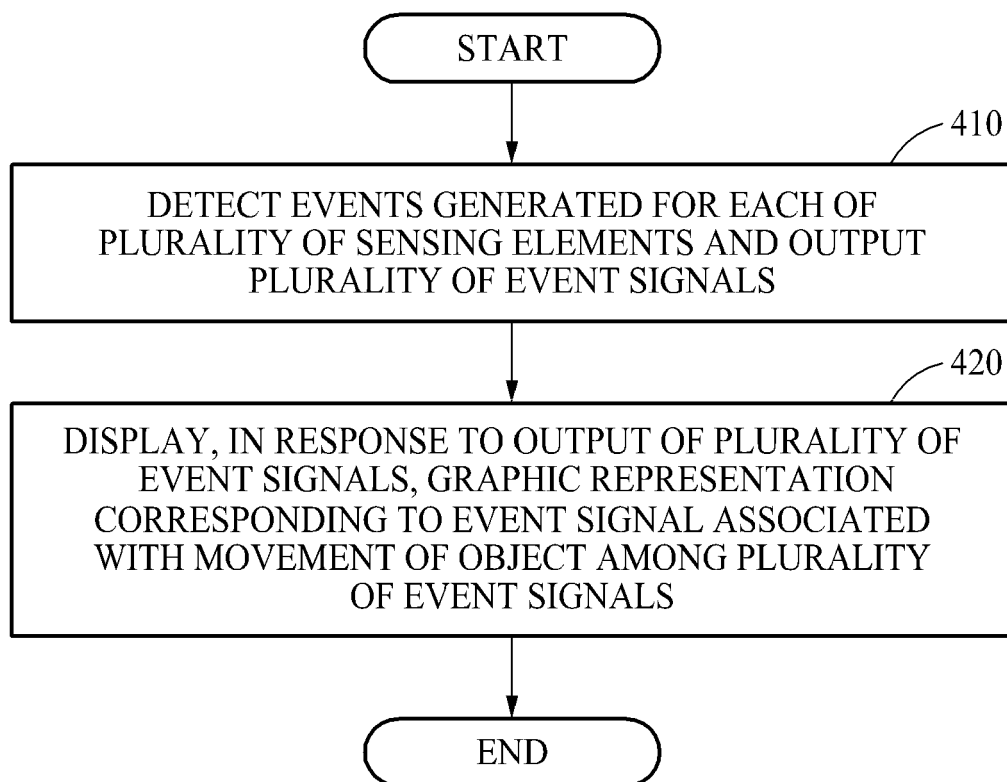 START
410
DETECT EVENTS GENERATED FOR EACH OF
PLURALITY OF SENSING ELEMENTS AND OUTPUT
PLURALITY OF EVENT SIGNALS
420
DISPLAY, IN RESPONSE TO OUTPUT OF PLURALITY OF
EVENT SIGNALS, GRAPHIC REPRESENTATION
CORRESPONDING TO EVENT SIGNAL ASSOCIATED
WITH MOVEMENT OF OBJECT AMONG PLURALITY
OF EVENT SIGNALS
END